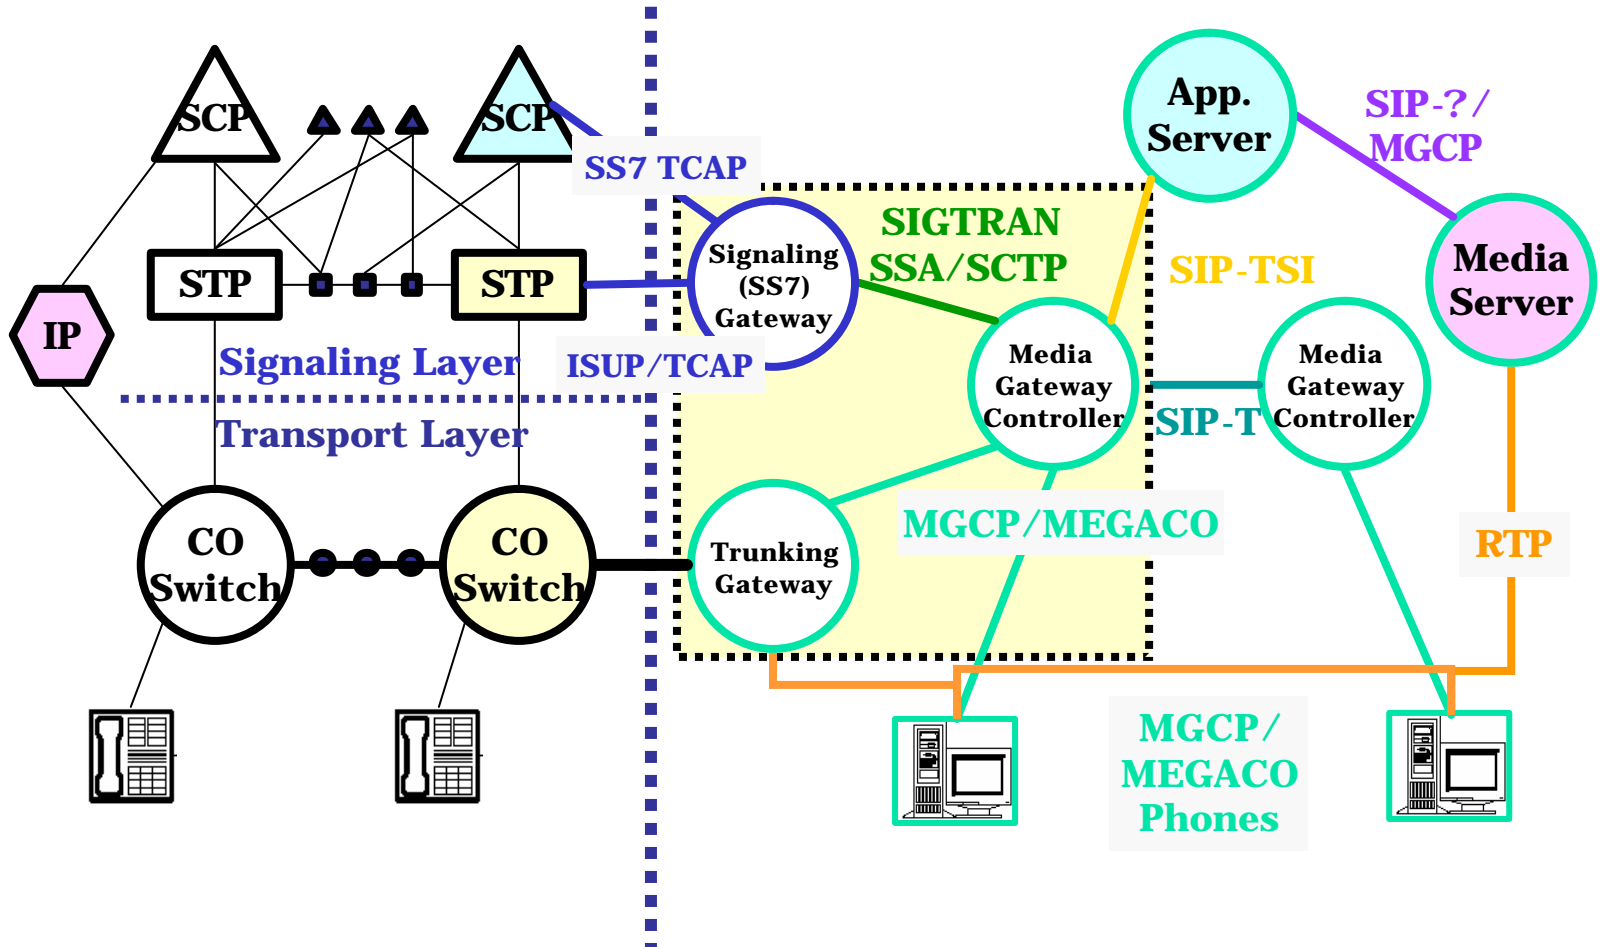 SCP
SCP
SS7 TCAP
App.
Server
SIP-?/
MGCP
STP
STP
Signaling
(SS7)
Gateway
SIGTRAN
SSA/SCTP
SIP-TSI
Media
Server
IP
Signaling Layer
ISUP/TCAP
Media
Gateway
Controller
SIP-T
Media
Gateway
Controller
Transport Layer
CO
Switch
CO
Switch
Trunking
Gateway
MGCP/MEGACO
RTP
MGCP/
MEGACO
Phones